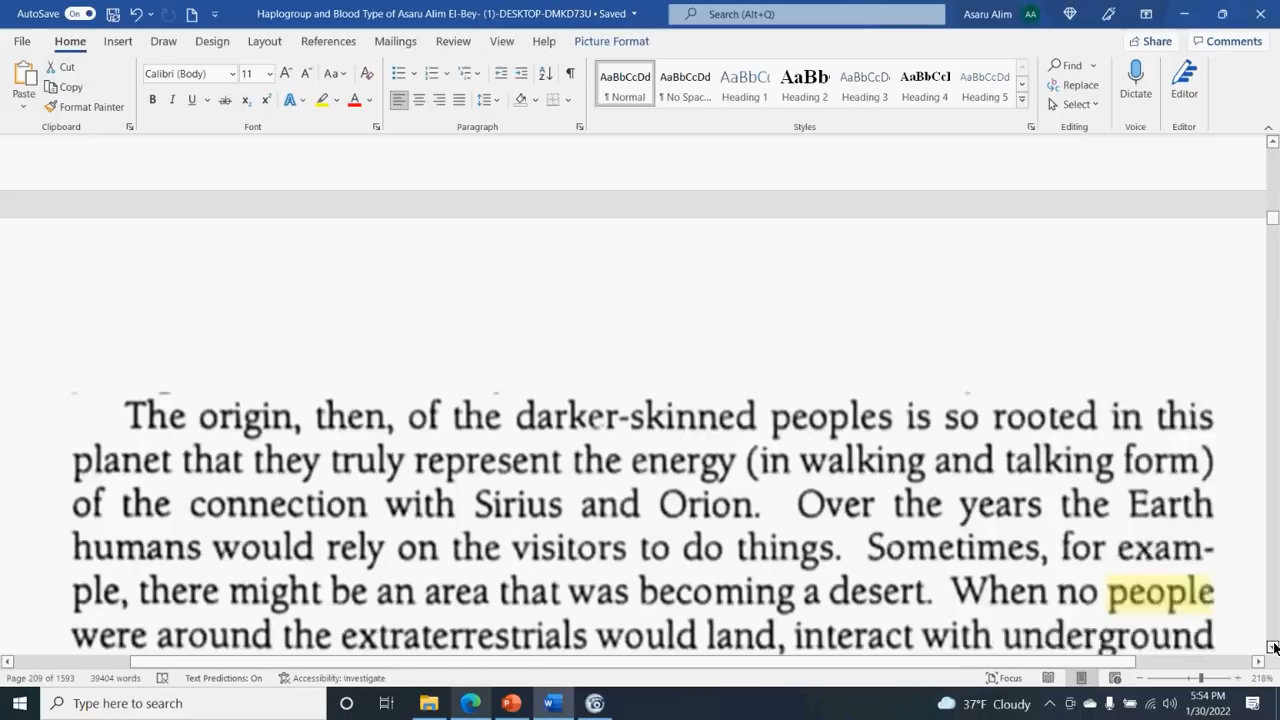 AutoSave On Haplogroup and Blood Type of Asaru Alim El-Bey- (1)-DESKTOP-DMKD73U • Saved Search (Alt+Q) Asaru Alim AA
File Home Insert Draw Design Layout References Mailings Review View Help Picture Format Share Comments
Paste Cut Copy Format Painter
Calibri (Body) 11
AaBbCcDd AaBbCcDd AaBbCc AaBb AaBbCcDd AaBbCcI AaBbCcDd
¶ Normal ¶ No Spac... Heading 1 Heading 2 Heading 3 Heading 4 Heading 5
Find Replace Select Dictate Editor
Clipboard Font Paragraph Styles Editing Voice Editor
The origin, then, of the darker-skinned peoples is so rooted in this
planet that they truly represent the energy (in walking and talking form)
of the connection with Sirius and Orion. Over the years the Earth
humans would rely on the visitors to do things. Sometimes, for exam-
ple, there might be an area that was becoming a desert. When no people
were around the extraterrestrials would land, interact with underground
Page 209 of 1593 39404 words Text Predictions: On Accessibility: Investigate Focus 218%
Type here to search 37°F Cloudy 5:54 PM
1/30/2022